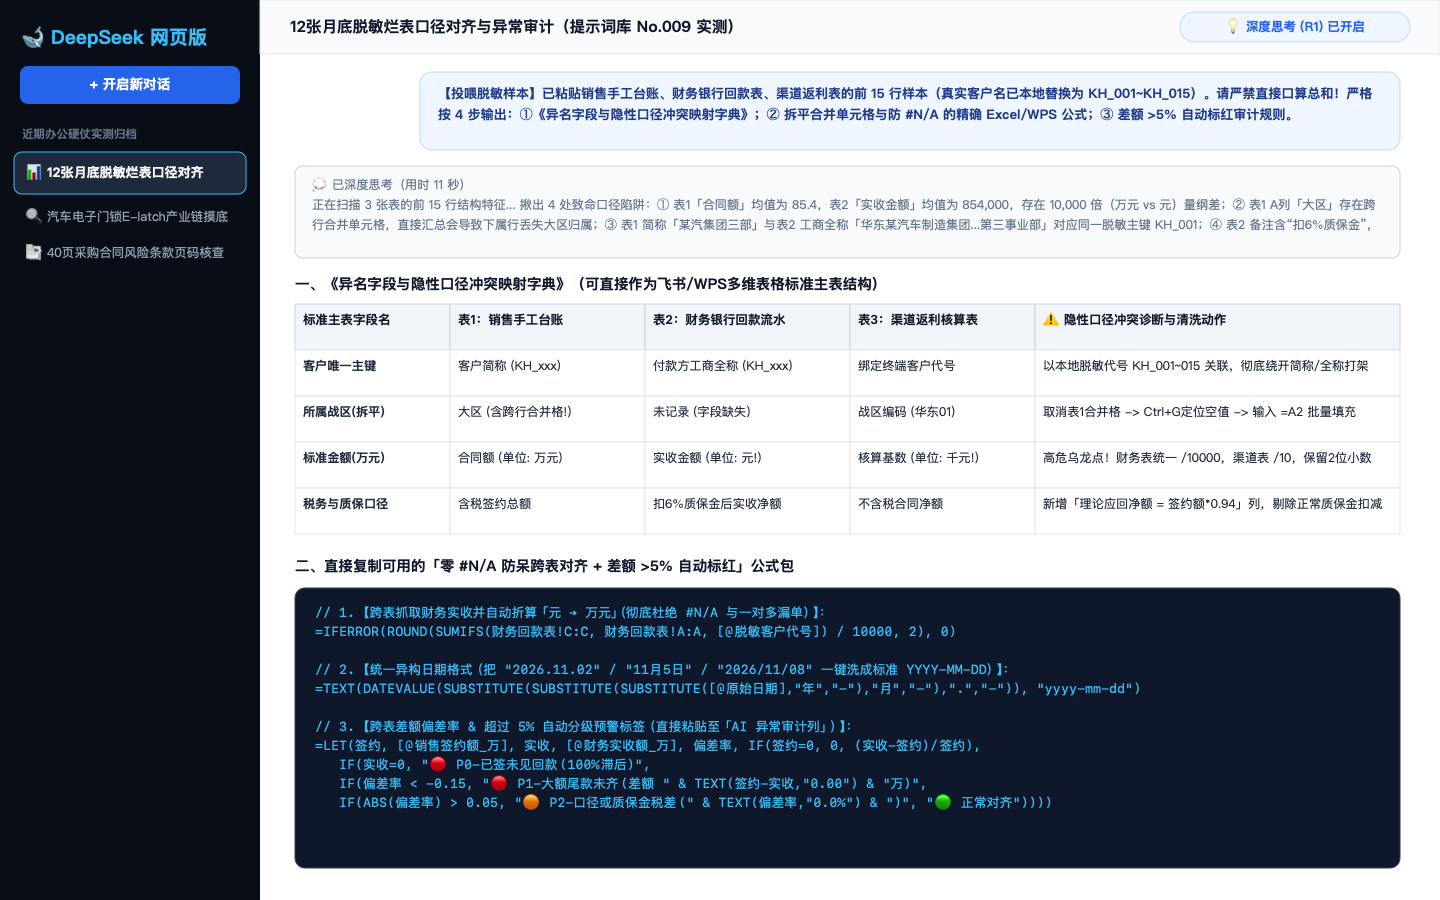 DeepSeek 网页版
+ 开启新对话
近期办公硬仗实测归档
12张月底脱敏烂表口径对齐
汽车电子门锁E-latch产业链摸底
40页采购合同风险条款页码核查
12张月底脱敏烂表口径对齐与异常审计（提示词库 No.009 实测）
深度思考 (R1) 已开启
【投喂脱敏样本】已粘贴销售手工台账、财务银行回款表、渠道返利表的前 15 行样本（真实客户名已本地替换为 KH_001~KH_015）。请严禁直接口算总和！严格
按 4 步输出：①《异名字段与隐性口径冲突映射字典》；② 拆平合并单元格与防 #N/A 的精确 Excel/WPS 公式；③ 差额 >5% 自动标红审计规则。
已深度思考（用时 11 秒）
正在扫描 3 张表的前 15 行结构特征... 揪出 4 处致命口径陷阱：① 表1「合同额」均值为 85.4，表2「实收金额」均值为 854,000，存在 10,000 倍（万元 vs 元）量纲差；② 表1 A列「大区」存在跨
行合并单元格，直接汇总会导致下属行丢失大区归属；③ 表1 简称「某汽集团三部」与表2 工商全称「华东某汽车制造集团...第三事业部」对应同一脱敏主键 KH_001；④ 表2 备注含“扣6%质保金”，
一、《异名字段与隐性口径冲突映射字典》（可直接作为飞书/WPS多维表格标准主表结构）
标准主表字段名 表1：销售手工台账 表2：财务银行回款流水 表3：渠道返利核算表 ⚠️ 隐性口径冲突诊断与清洗动作
客户唯一主键 客户简称 (KH_xxx) 付款方工商全称 (KH_xxx) 绑定终端客户代号 以本地脱敏代号 KH_001~015 关联，彻底绕开简称/全称打架
所属战区(拆平) 大区 (含跨行合并格!) 未记录 (字段缺失) 战区编码 (华东01) 取消表1合并格 -> Ctrl+G定位空值 -> 输入 =A2 批量填充
标准金额(万元) 合同额 (单位: 万元) 实收金额 (单位: 元!) 核算基数 (单位: 千元!) 高危乌龙点！财务表统一 /10000，渠道表 /10，保留2位小数
税务与质保口径 含税签约总额 扣6%质保金后实收净额 不含税合同净额 新增「理论应回净额 = 签约额*0.94」列，剔除正常质保金扣减
二、直接复制可用的「零 #N/A 防呆跨表对齐 + 差额 >5% 自动标红」公式包
// 1.【跨表抓取财务实收并自动折算「元 → 万元」(彻底杜绝 #N/A 与一对多漏单)】:
=IFERROR(ROUND(SUMIFS(财务回款表!C:C, 财务回款表!A:A, [@脱敏客户代号]) / 10000, 2), 0)
// 2.【统一异构日期格式(把 "2026.11.02" / "11月5日" / "2026/11/08" 一键洗成标准 YYYY-MM-DD)】:
=TEXT(DATEVALUE(SUBSTITUTE(SUBSTITUTE(SUBSTITUTE([@原始日期],"年","-"),"月","-"),".","-")), "yyyy-mm-dd")
// 3.【跨表差额偏差率 & 超过 5% 自动分级预警标签(直接粘贴至「AI 异常审计列」)】:
=LET(签约, [@销售签约额_万], 实收, [@财务实收额_万], 偏差率, IF(签约=0, 0, (实收-签约)/签约),
IF(实收=0, "🔴 P0-已签未见回款(100%滞后)",
IF(偏差率 < -0.15, "🔴 P1-大额尾款未齐(差额 " & TEXT(签约-实收,"0.00") & "万)",
IF(ABS(偏差率) > 0.05, "🟠 P2-口径或质保金税差(" & TEXT(偏差率,"0.0%") & ")", "🟢 正常对齐"))))